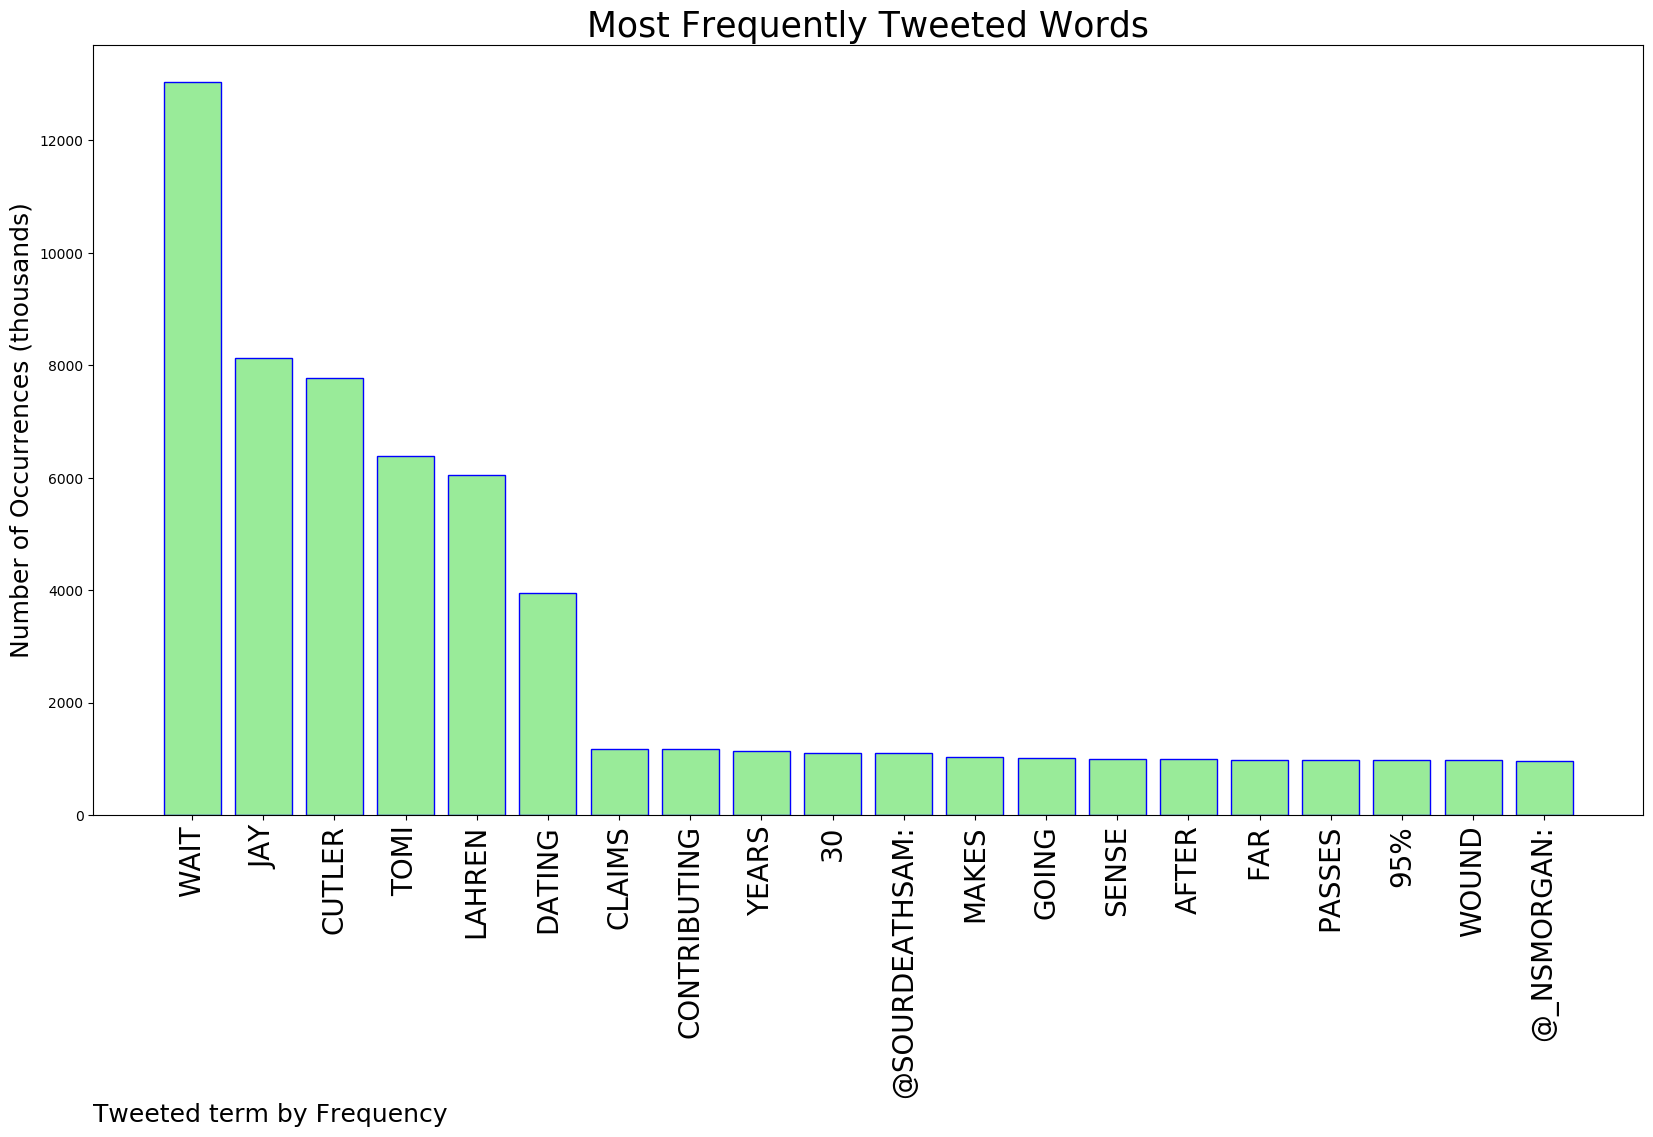 Most Frequently Tweeted Words
Number of Occurrences (thousands)
12000
10000
8000
6000
4000
2000
0
WAIT
JAY
CUTLER
TOMI
LAHREN
DATING
CLAIMS
CONTRIBUTING
YEARS
30
@SOURDEATHSAM:
MAKES
GOING
SENSE
AFTER
FAR
PASSES
95%
WOUND
@_NSMORGAN:
Tweeted term by Frequency